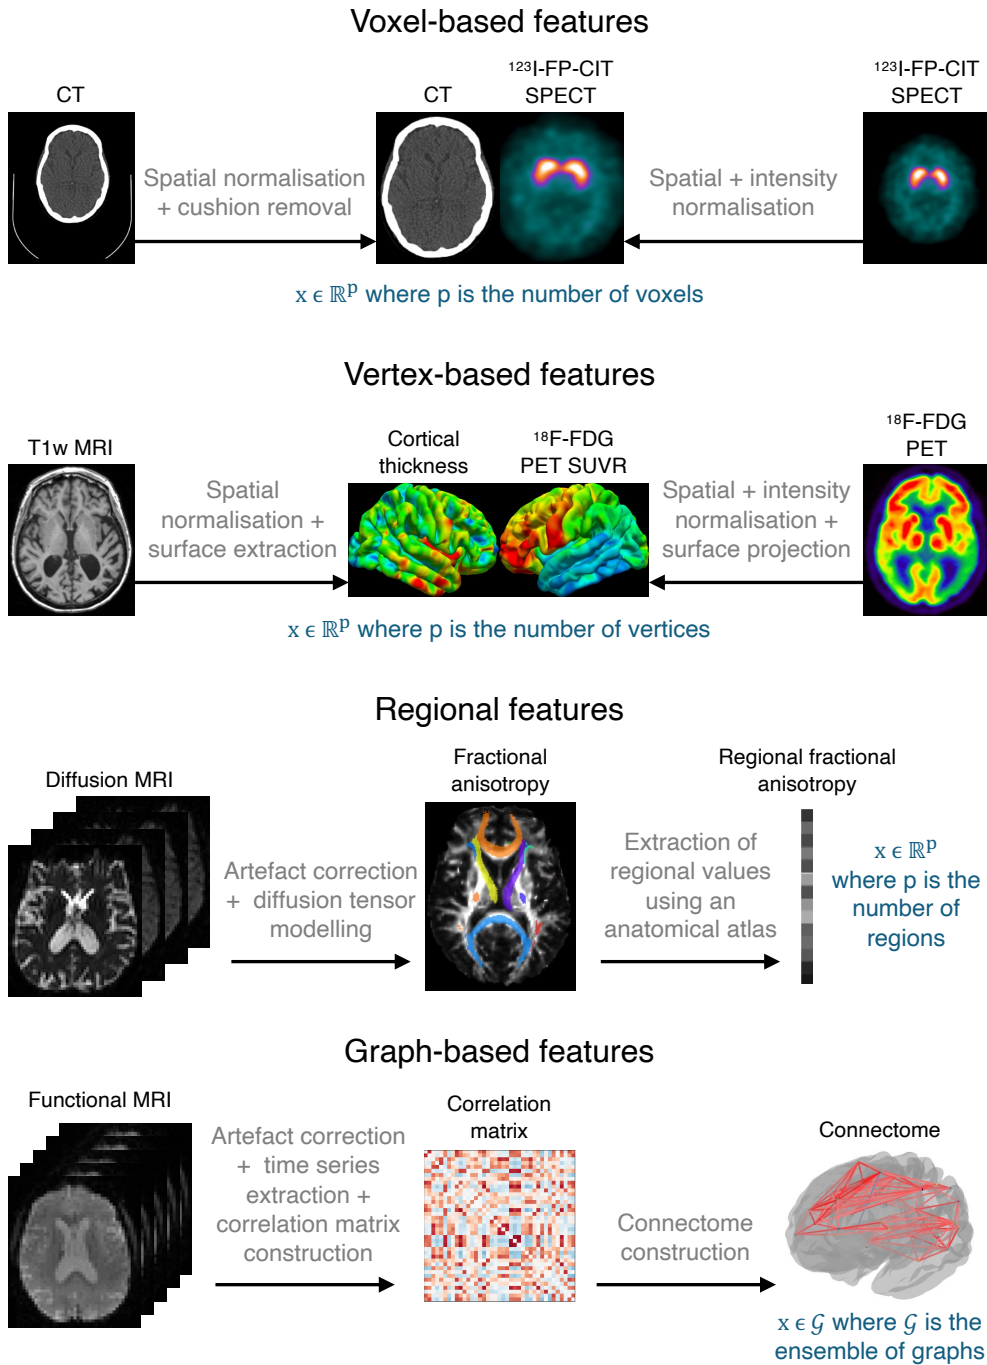 Voxel-based features
CT
CT
¹²³I-FP-CIT
SPECT
¹²³I-FP-CIT
SPECT
Spatial normalisation
+ cushion removal
Spatial + intensity
normalisation
x ϵ ℝᵖ where p is the number of voxels
Vertex-based features
T1w MRI
Cortical
thickness
¹⁸F-FDG
PET SUVR
¹⁸F-FDG
PET
Spatial
normalisation +
surface extraction
Spatial + intensity
normalisation +
surface projection
x ϵ ℝᵖ where p is the number of vertices
Regional features
Diffusion MRI
Fractional
anisotropy
Regional fractional
anisotropy
Artefact correction
+ diffusion tensor
modelling
Extraction of
regional values
using an
anatomical atlas
x ϵ ℝᵖ
where p is the
number of
regions
Graph-based features
Functional MRI
Correlation
matrix
Connectome
Artefact correction
+ time series
extraction +
correlation matrix
construction
Connectome
construction
x ϵ 𝒢 where 𝒢 is the
ensemble of graphs